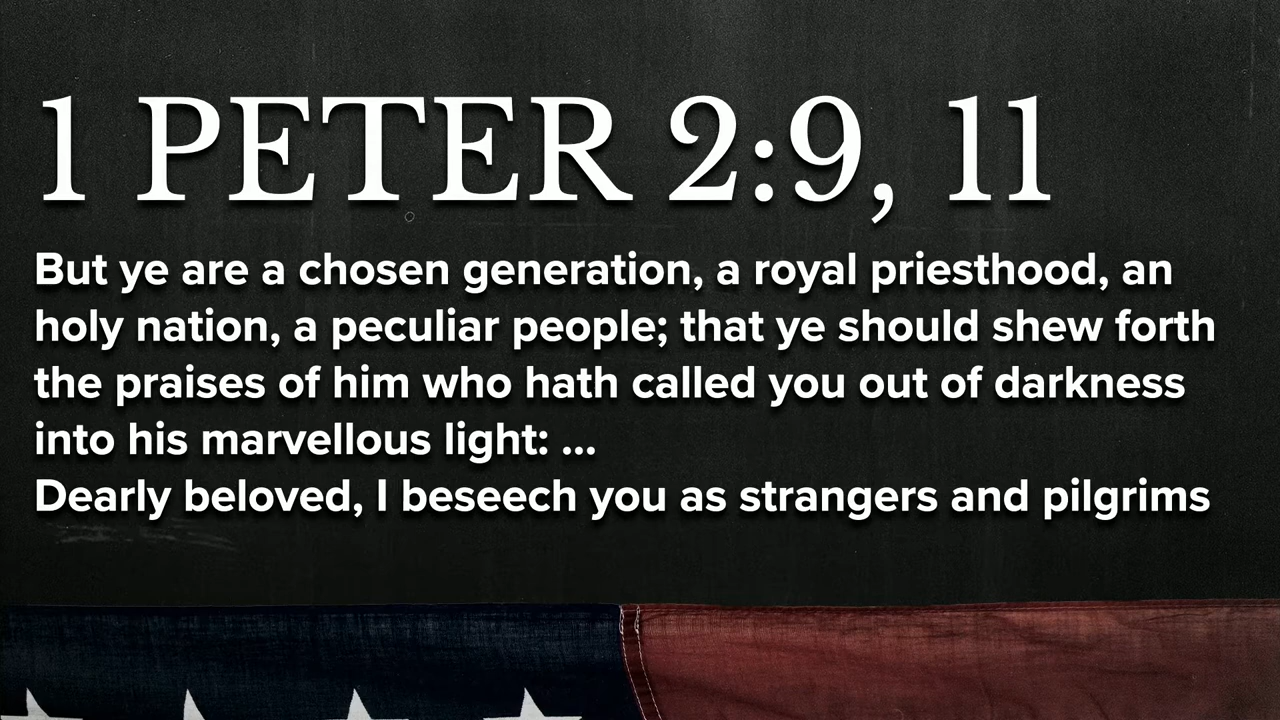 1 PETER 2:9, 11
But ye are a chosen generation, a royal priesthood, an
holy nation, a peculiar people; that ye should shew forth
the praises of him who hath called you out of darkness
into his marvellous light: ...
Dearly beloved, I beseech you as strangers and pilgrims